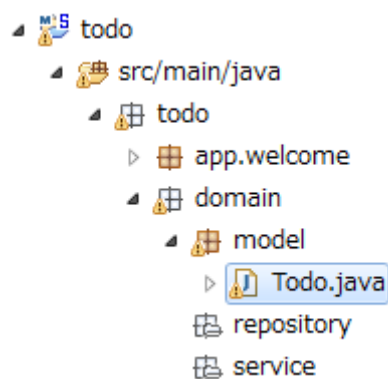 todo
src/main/java
todo
app.welcome
domain
model
Todo.java
repository
service